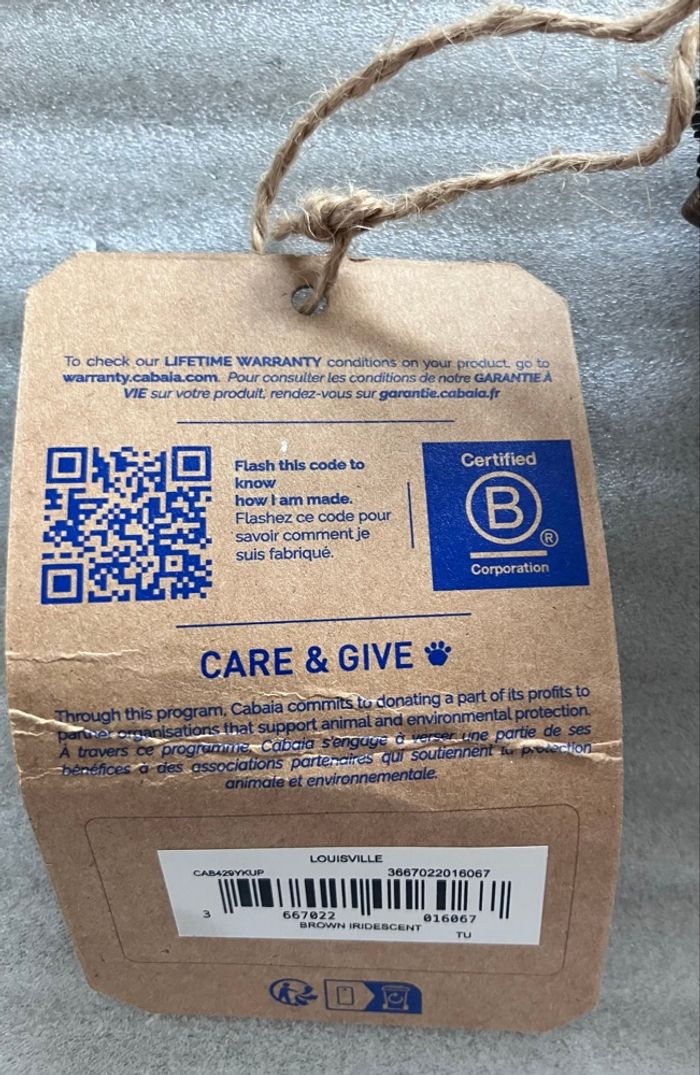 To check our LIFETIME WARRANTY conditions on your product, go to
warranty.cabaia.com. Pour consulter les conditions de notre GARANTIE À
VIE sur votre produit, rendez-vous sur garantie.cabaia.fr
Flash this code to
know
how I am made.
Flashez ce code pour
savoir comment je
suis fabriqué.
Certified
B
®
Corporation
CARE & GIVE
Through this program, Cabaia commits to donating a part of its profits to
partner organisations that support animal and environmental protection.
À travers ce programme, Cabaia s'engage à verser une partie de ses
bénéfices à des associations partenaires qui soutiennent la protection
animale et environnementale.
LOUISVILLE
CAB429YKUP 3667022016067
3 667022 016067
BROWN IRIDESCENT
TU